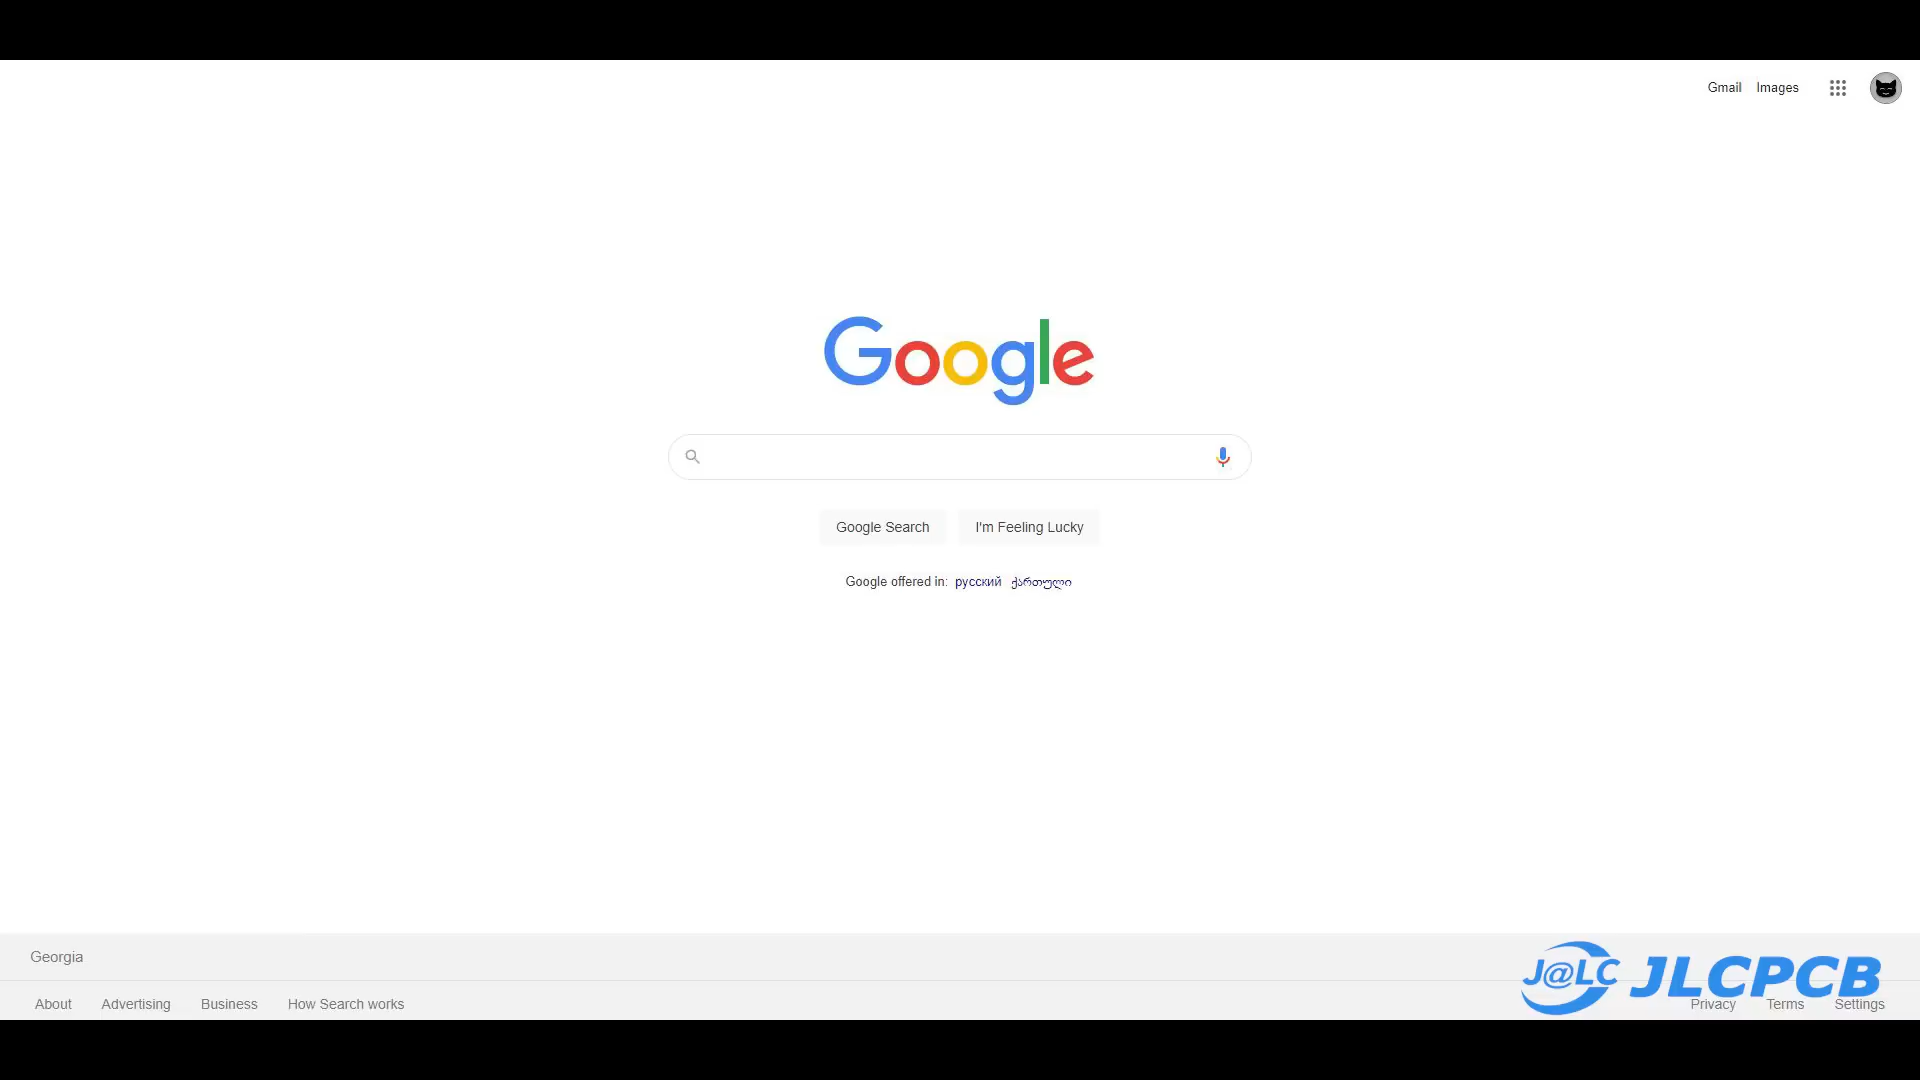 Gmail Images
Google
Google Search I'm Feeling Lucky
Google offered in: русский ქართული
Georgia
J@LC JLCPCB
About Advertising Business How Search works Privacy Terms Settings